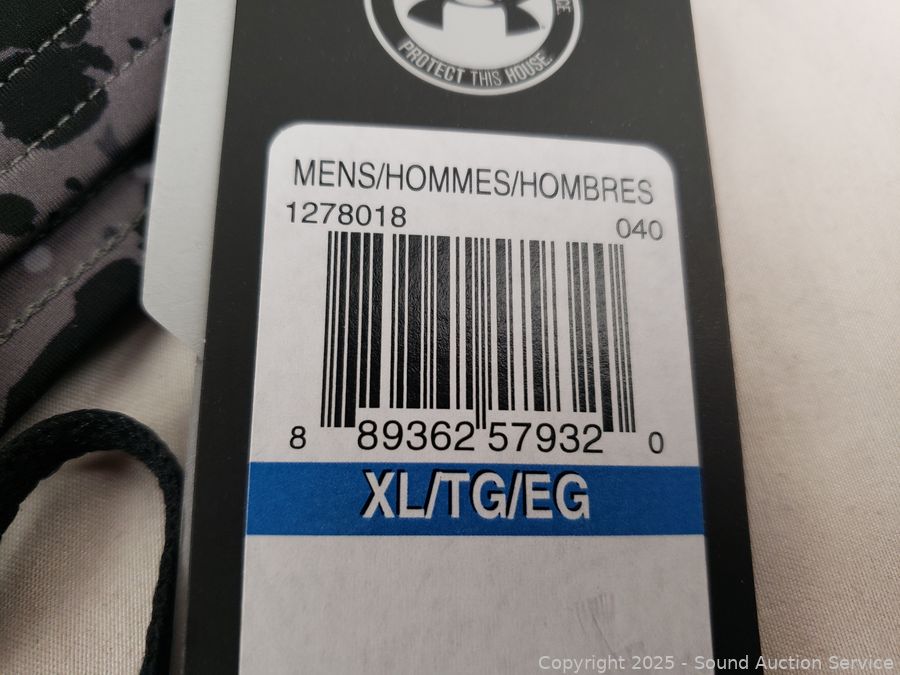 PROTECT THIS HOUSE.
MENS/HOMMES/HOMBRES
1278018 040
8 89362 57932 0
XL/TG/EG
Copyright 2025 - Sound Auction Service